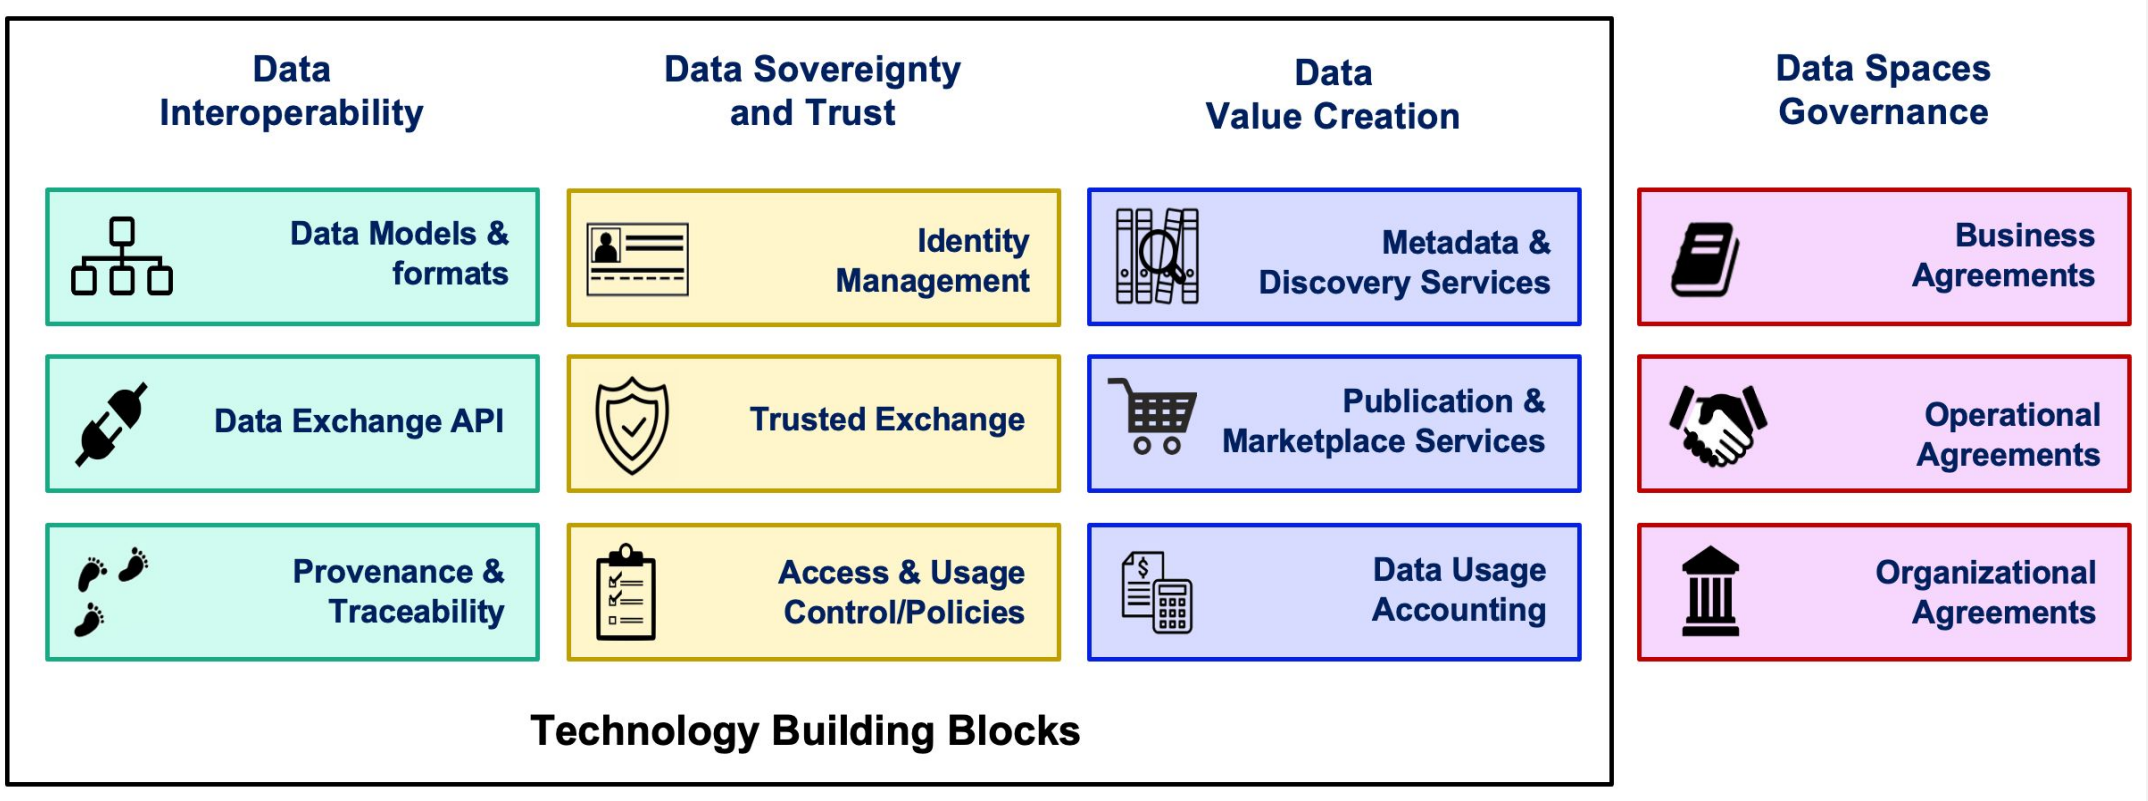 Data
Interoperability
Data Models &
formats
Data Exchange API
Provenance &
Traceability
Data Sovereignty
and Trust
Identity
Management
Trusted Exchange
Access & Usage
Control/Policies
Data
Value Creation
Metadata &
Discovery Services
Publication &
Marketplace Services
$
Data Usage
Accounting
Technology Building Blocks
Data Spaces
Governance
Business
Agreements
Operational
Agreements
Organizational
Agreements